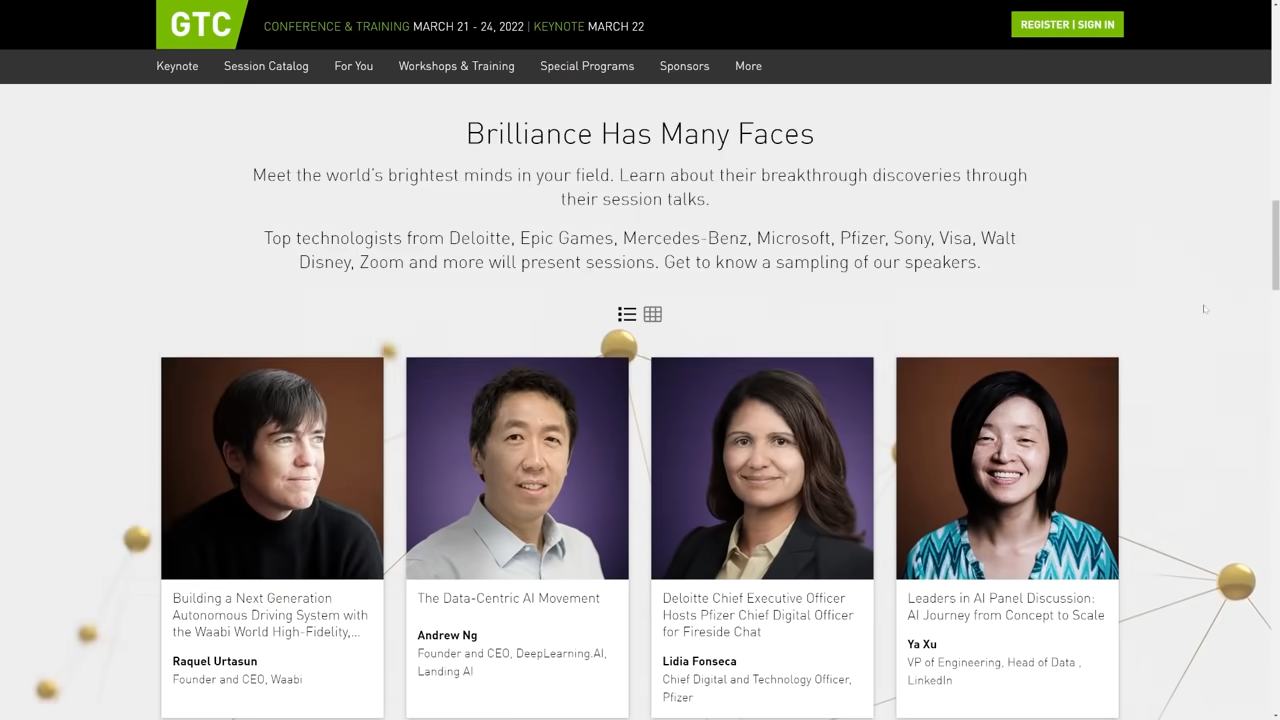 GTC
CONFERENCE & TRAINING MARCH 21 - 24, 2022 | KEYNOTE MARCH 22
REGISTER | SIGN IN
Keynote Session Catalog For You Workshops & Training Special Programs Sponsors More
Brilliance Has Many Faces
Meet the world's brightest minds in your field. Learn about their breakthrough discoveries through
their session talks.
Top technologists from Deloitte, Epic Games, Mercedes-Benz, Microsoft, Pfizer, Sony, Visa, Walt
Disney, Zoom and more will present sessions. Get to know a sampling of our speakers.
Building a Next Generation
Autonomous Driving System with
the Waabi World High-Fidelity,...
Raquel Urtasun
Founder and CEO, Waabi
The Data-Centric AI Movement
Andrew Ng
Founder and CEO, DeepLearning.AI,
Landing AI
Deloitte Chief Executive Officer
Hosts Pfizer Chief Digital Officer
for Fireside Chat
Lidia Fonseca
Chief Digital and Technology Officer,
Pfizer
Leaders in AI Panel Discussion:
AI Journey from Concept to Scale
Ya Xu
VP of Engineering, Head of Data ,
LinkedIn